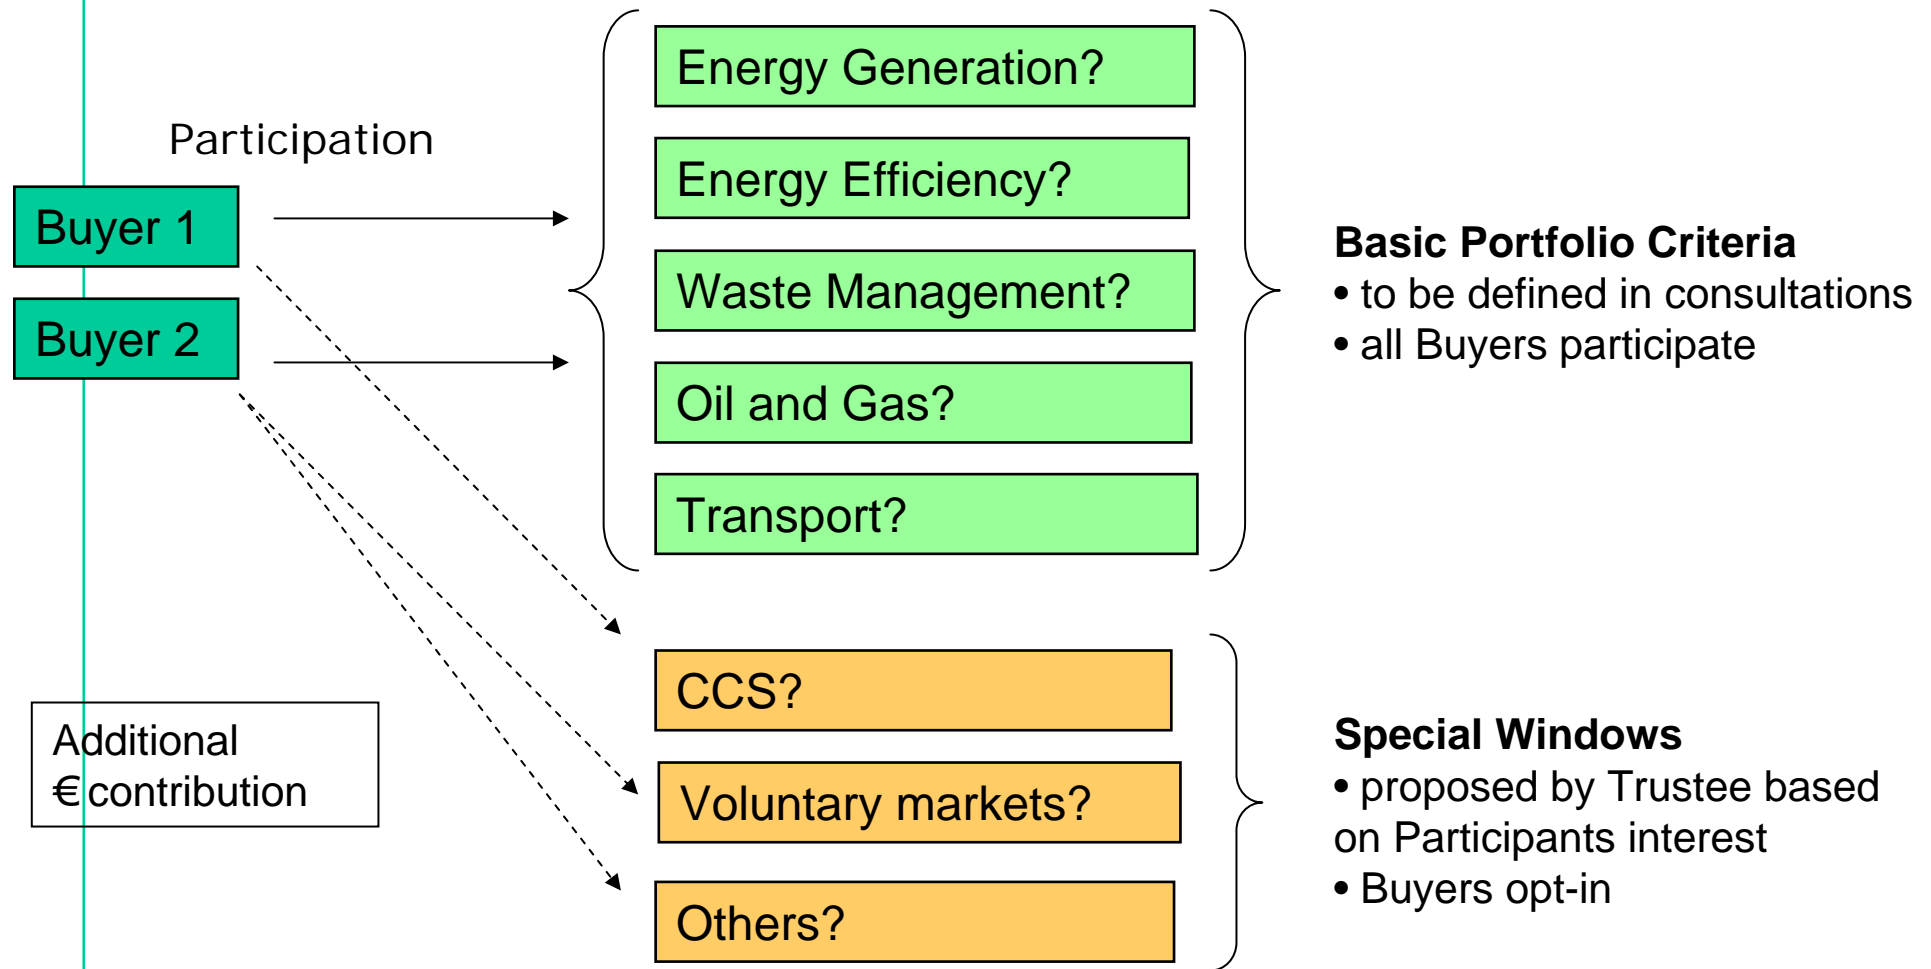 Participation
Buyer 1
Buyer 2
Additional
€ contribution
Energy Generation?
Energy Efficiency?
Waste Management?
Oil and Gas?
Transport?
CCS?
Voluntary markets?
Others?
Basic Portfolio Criteria
• to be defined in consultations
• all Buyers participate
Special Windows
• proposed by Trustee based
on Participants interest
• Buyers opt-in